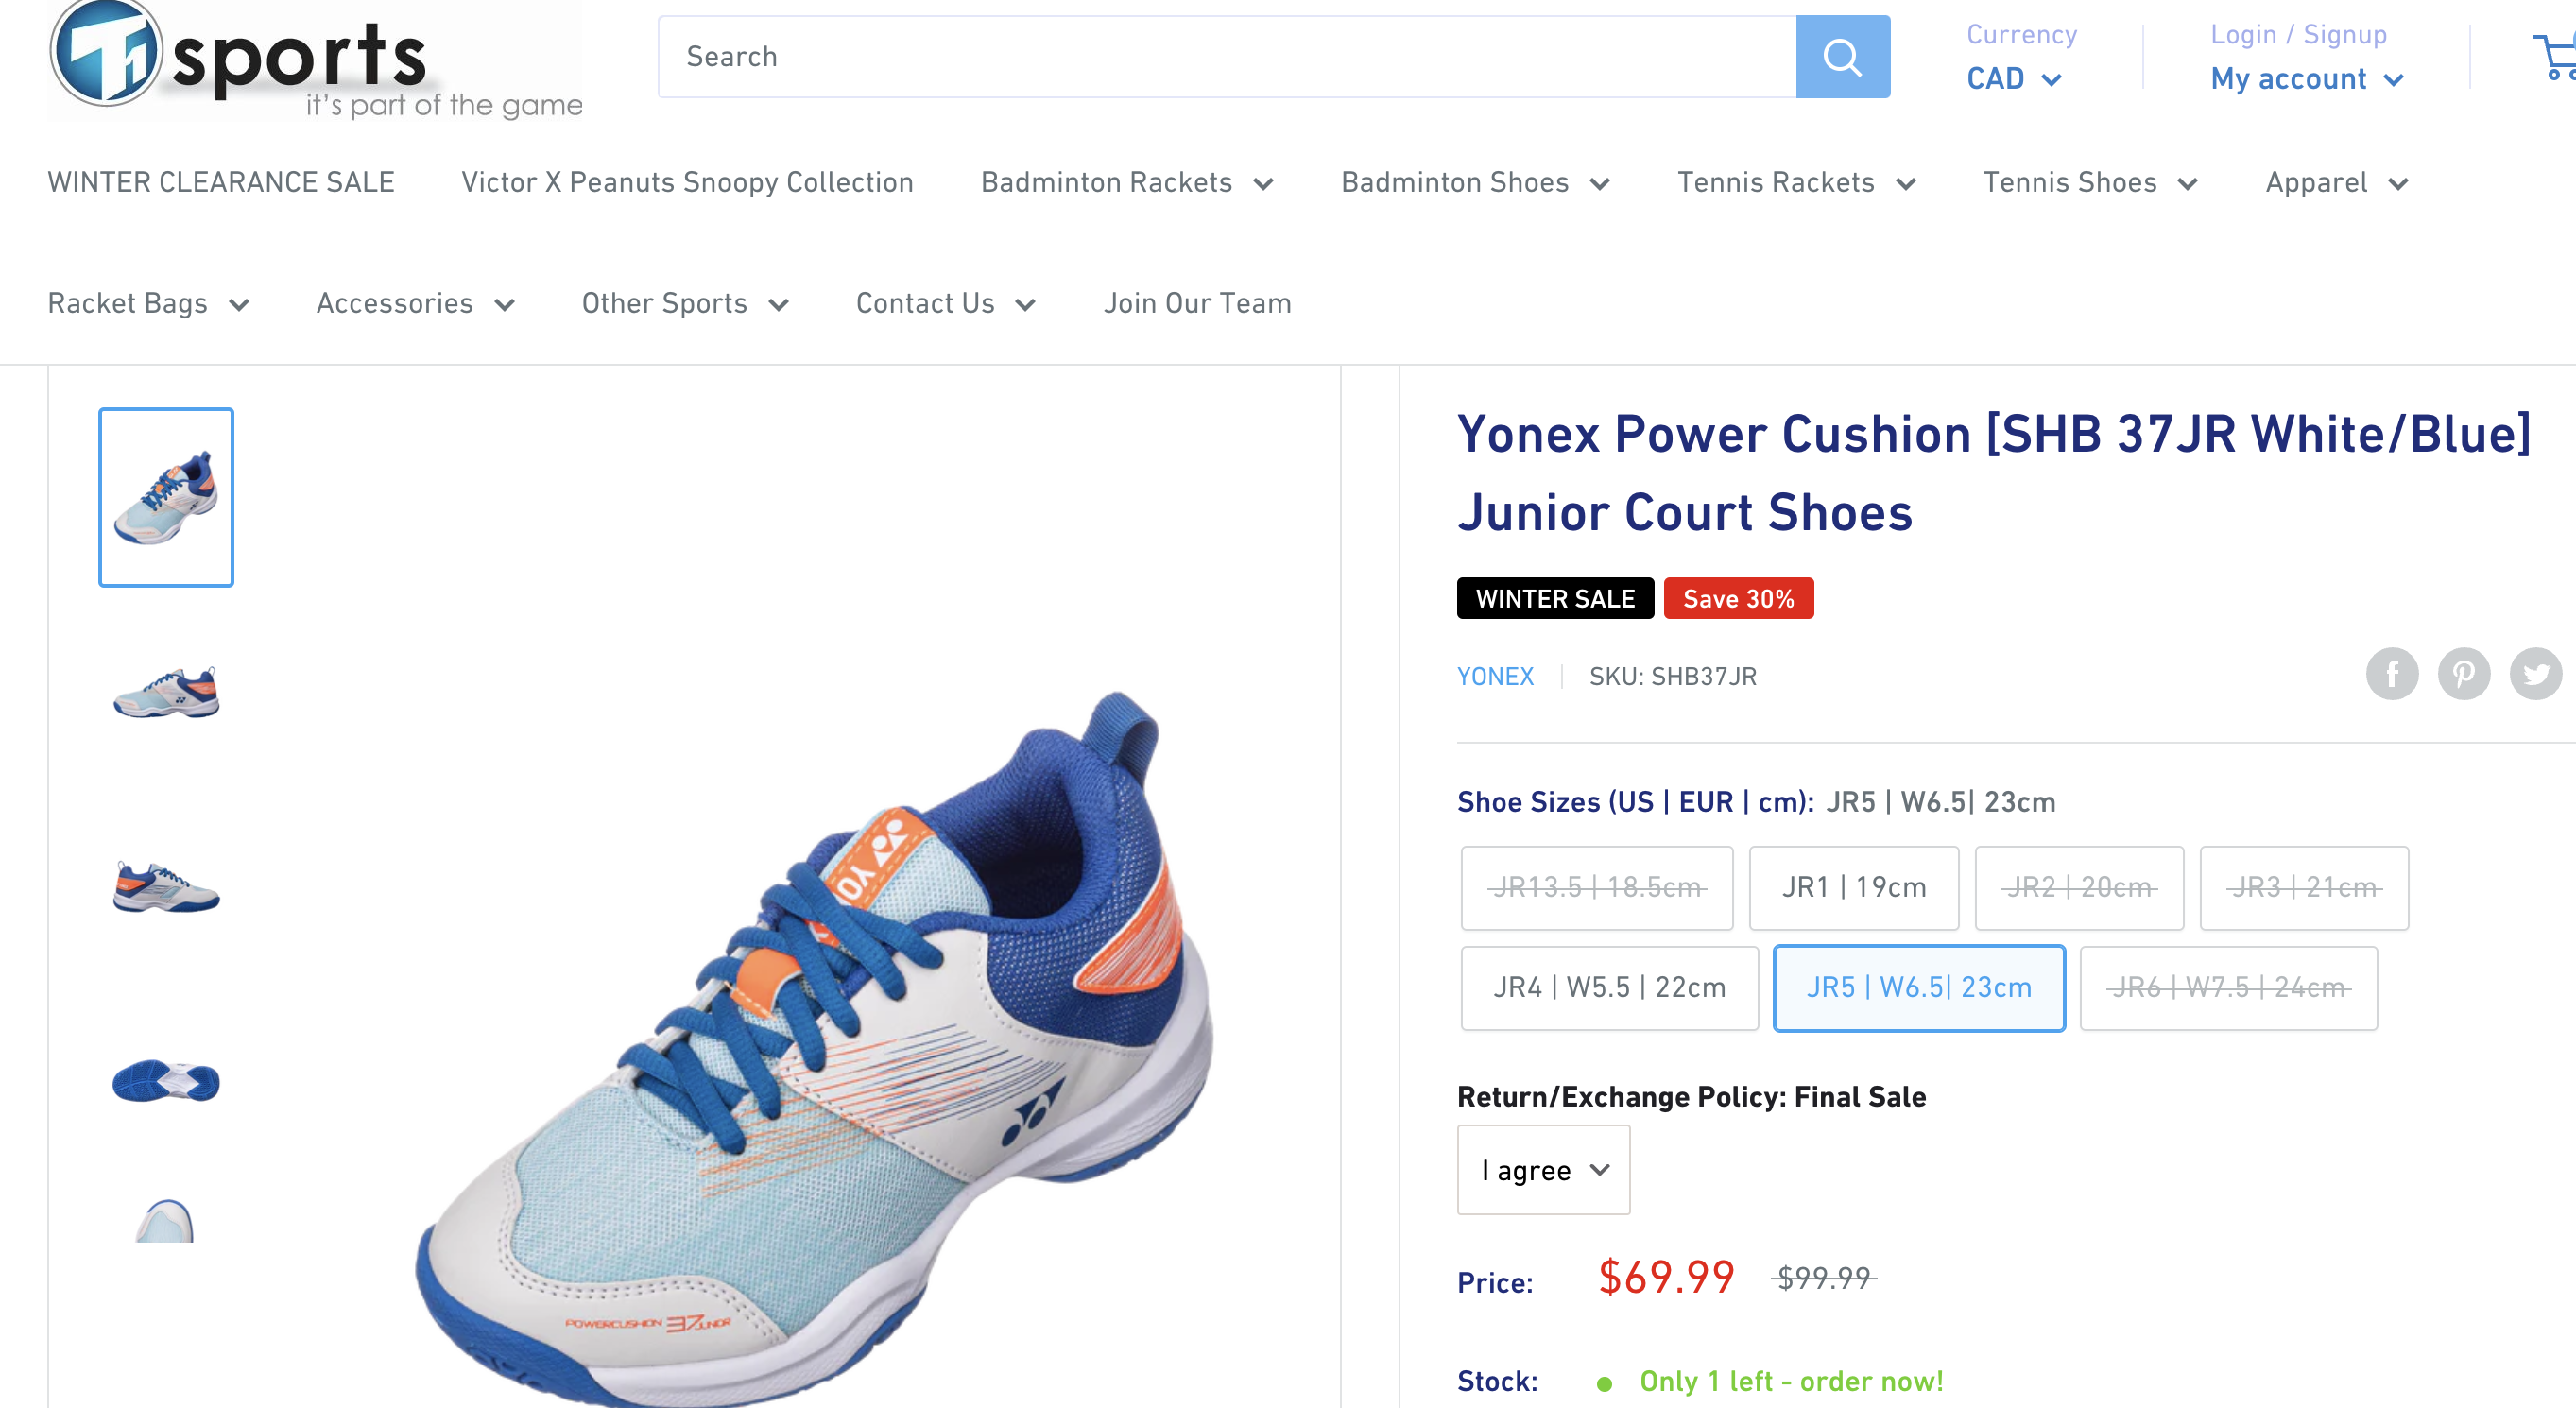 T1 sports
it's part of the game
Search
Currency
CAD
Login / Signup
My account
WINTER CLEARANCE SALE
Victor X Peanuts Snoopy Collection
Badminton Rackets
Badminton Shoes
Tennis Rackets
Tennis Shoes
Apparel
Racket Bags
Accessories
Other Sports
Contact Us
Join Our Team
Yonex Power Cushion [SHB 37JR White/Blue]
Junior Court Shoes
WINTER SALE
Save 30%
YONEX
SKU: SHB37JR
Shoe Sizes (US | EUR | cm): JR5 | W6.5| 23cm
JR13.5 | 18.5cm
JR1 | 19cm
JR2 | 20cm
JR3 | 21cm
JR4 | W5.5 | 22cm
JR5 | W6.5| 23cm
JR6 | W7.5 | 24cm
Return/Exchange Policy: Final Sale
I agree
Price: $69.99 $99.99
Stock: Only 1 left - order now!
YO
POWERCUSHION 37 JUNIOR